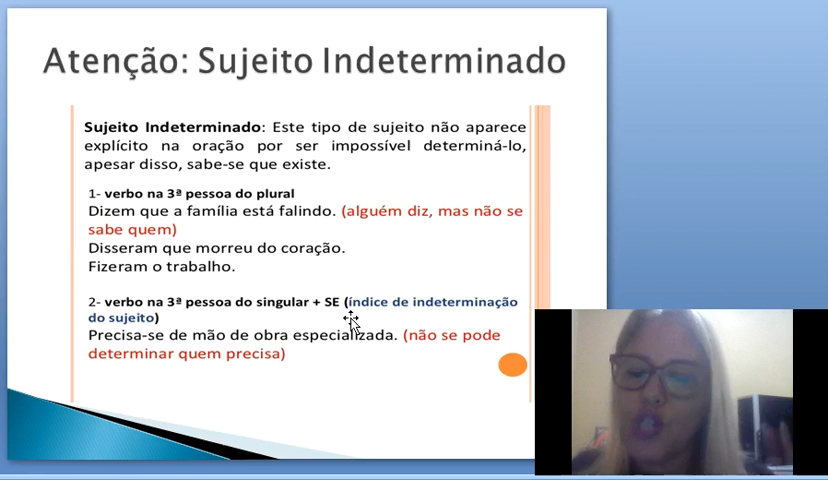 Atenção: Sujeito Indeterminado
Sujeito Indeterminado: Este tipo de sujeito não aparece
explícito na oração por ser impossível determiná-lo,
apesar disso, sabe-se que existe.
1- verbo na 3ª pessoa do plural
Dizem que a família está falindo. (alguém diz, mas não se
sabe quem)
Disseram que morreu do coração.
Fizeram o trabalho.
2- verbo na 3ª pessoa do singular + SE (índice de indeterminação
do sujeito)
Precisa-se de mão de obra especializada. (não se pode
determinar quem precisa)